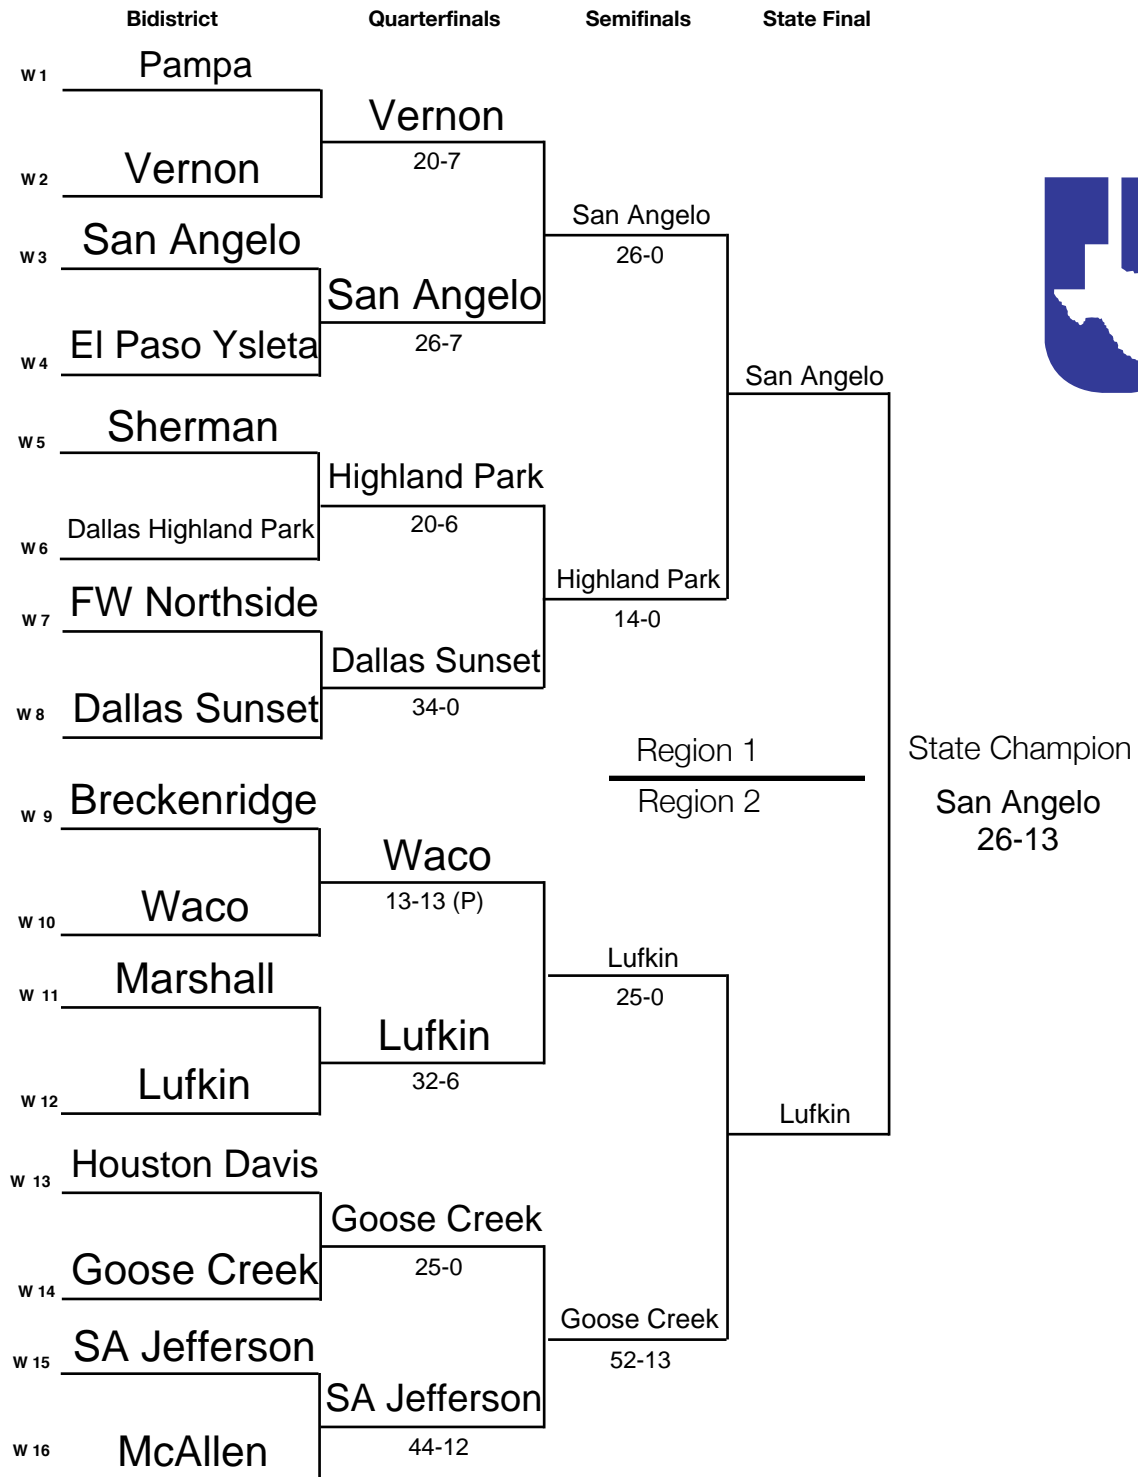 Bidistrict Quarterfinals Semifinals State Final
W 1 Pampa
Vernon
20-7
W 2 Vernon
San Angelo
26-0
W 3 San Angelo
San Angelo
26-7
W 4 El Paso Ysleta
San Angelo
W 5 Sherman
Highland Park
20-6
W 6 Dallas Highland Park
Highland Park
14-0
W 7 FW Northside
Dallas Sunset
34-0
W 8 Dallas Sunset
Region 1
Region 2
State Champion
San Angelo
26-13
W 9 Breckenridge
Waco
13-13 (P)
W 10 Waco
Lufkin
25-0
W 11 Marshall
Lufkin
32-6
W 12 Lufkin
Lufkin
W 13 Houston Davis
Goose Creek
25-0
W 14 Goose Creek
Goose Creek
52-13
W 15 SA Jefferson
SA Jefferson
44-12
W 16 McAllen